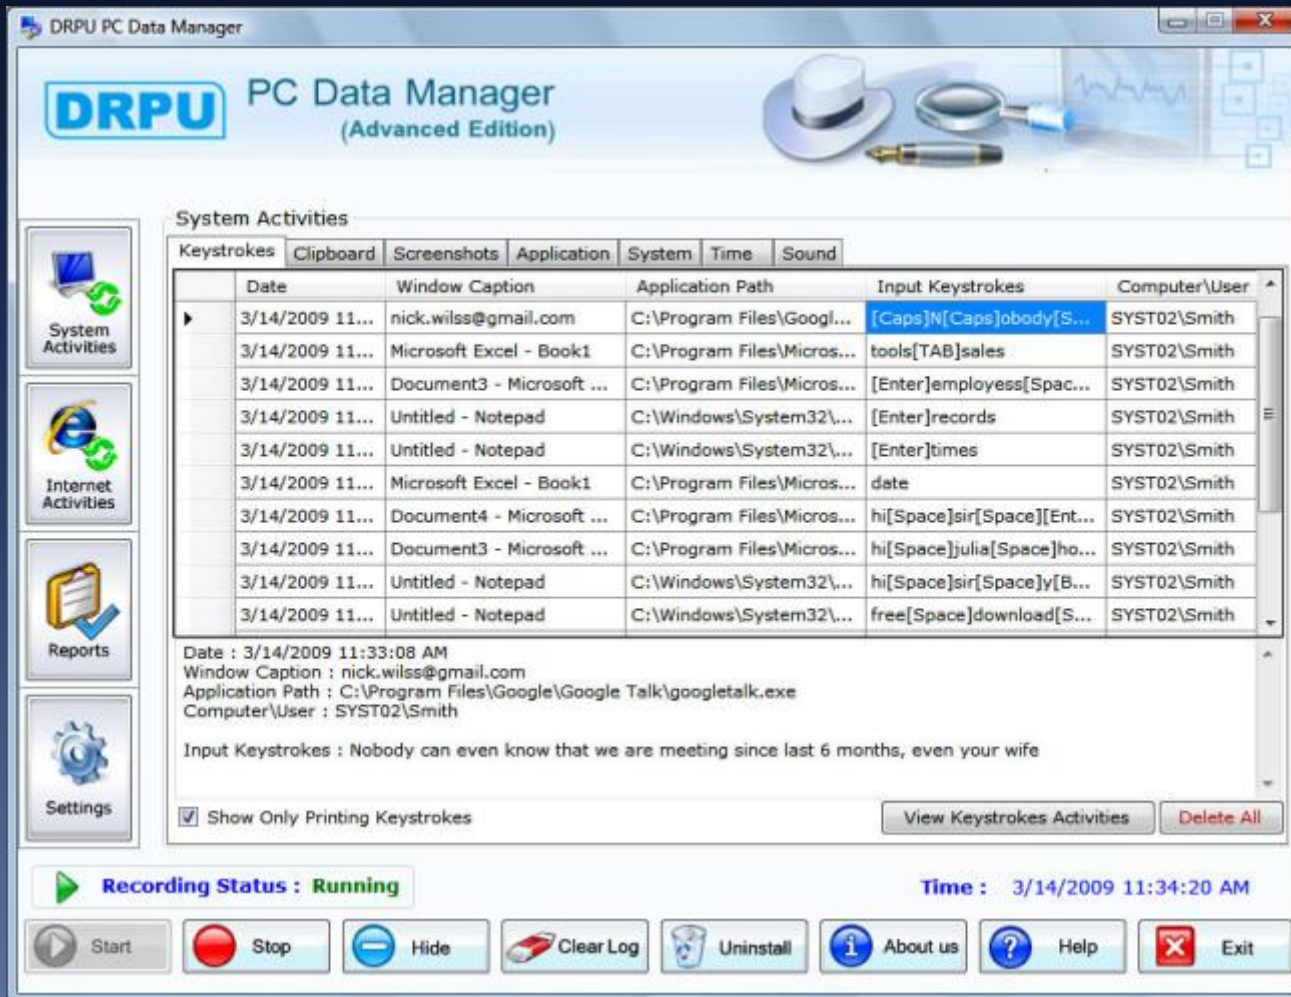 DRPU PC Data Manager
DRPU
PC Data Manager
(Advanced Edition)
System Activities
Keystrokes Clipboard Screenshots Application System Time Sound
Date Window Caption Application Path Input Keystrokes Computer\User
3/14/2009 11... nick.wilss@gmail.com C:\Program Files\Googl... [Caps]N[Caps]obody[S... SYST02\Smith
3/14/2009 11... Microsoft Excel - Book1 C:\Program Files\Micros... tools[TAB]sales SYST02\Smith
3/14/2009 11... Document3 - Microsoft ... C:\Program Files\Micros... [Enter]employess[Spac... SYST02\Smith
3/14/2009 11... Untitled - Notepad C:\Windows\System32\... [Enter]records SYST02\Smith
3/14/2009 11... Untitled - Notepad C:\Windows\System32\... [Enter]times SYST02\Smith
3/14/2009 11... Microsoft Excel - Book1 C:\Program Files\Micros... date SYST02\Smith
3/14/2009 11... Document4 - Microsoft ... C:\Program Files\Micros... hi[Space]sir[Space][Ent... SYST02\Smith
3/14/2009 11... Document3 - Microsoft ... C:\Program Files\Micros... hi[Space]julia[Space]ho... SYST02\Smith
3/14/2009 11... Untitled - Notepad C:\Windows\System32\... hi[Space]sir[Space]y[B... SYST02\Smith
3/14/2009 11... Untitled - Notepad C:\Windows\System32\... free[Space]download[S... SYST02\Smith
Date : 3/14/2009 11:33:08 AM
Window Caption : nick.wilss@gmail.com
Application Path : C:\Program Files\Google\Google Talk\googletalk.exe
Computer\User : SYST02\Smith
Input Keystrokes : Nobody can even know that we are meeting since last 6 months, even your wife
Show Only Printing Keystrokes
View Keystrokes Activities
Delete All
System
Activities
Internet
Activities
Reports
Settings
Recording Status : Running
Time : 3/14/2009 11:34:20 AM
Start Stop Hide Clear Log Uninstall About us Help Exit